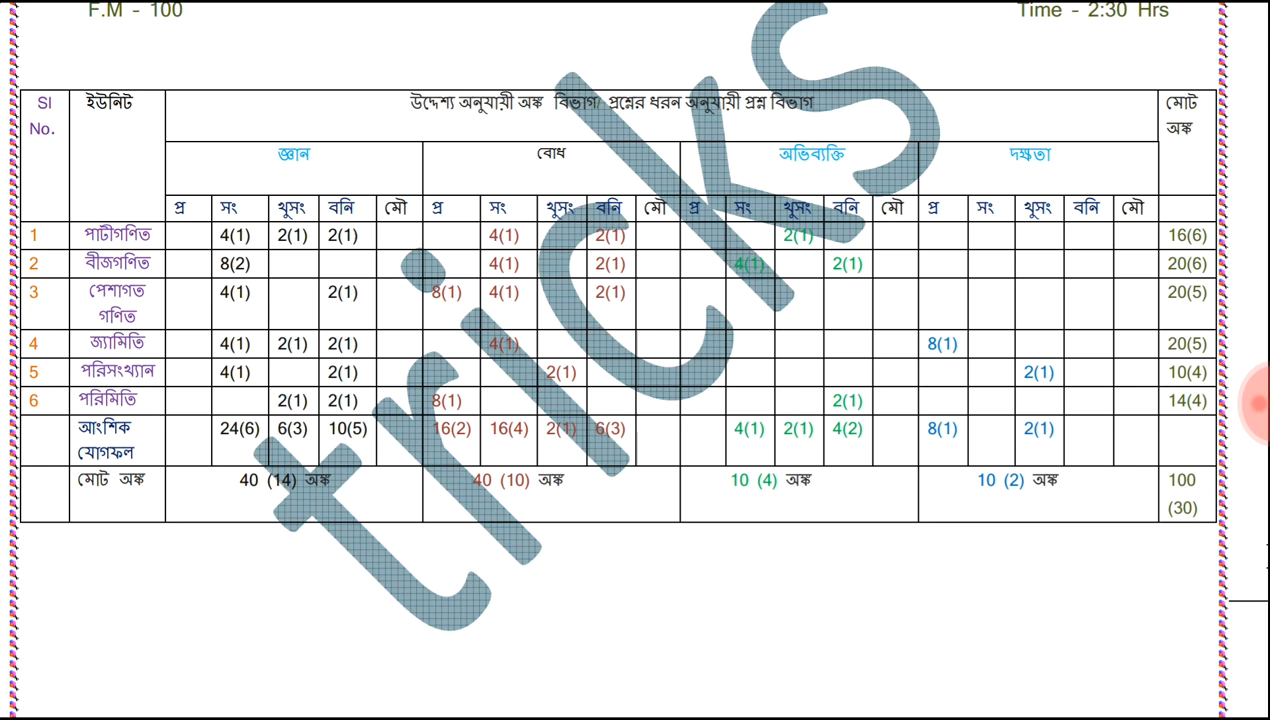 F.M - 100 Time - 2:30 Hrs
Sl No. ইউনিট উদ্দেশ্য অনুযায়ী অঙ্ক বিভাগ/ প্রশ্নের ধরন অনুযায়ী প্রশ্ন বিভাগ মোট অঙ্ক
জ্ঞান বোধ অভিব্যক্তি দক্ষতা
প্র সং খুসং বনি মৌ প্র সং খুসং বনি মৌ প্র সং খুসং বনি মৌ প্র সং খুসং বনি মৌ
1 পাটীগণিত 4(1) 2(1) 2(1) 4(1) 2(1) 2(1) 16(6)
2 বীজগণিত 8(2) 4(1) 2(1) 4(1) 2(1) 20(6)
3 পেশাগত গণিত 4(1) 2(1) 8(1) 4(1) 2(1) 20(5)
4 জ্যামিতি 4(1) 2(1) 2(1) 4(1) 8(1) 20(5)
5 পরিসংখ্যান 4(1) 2(1) 2(1) 2(1) 10(4)
6 পরিমিতি 2(1) 2(1) 8(1) 2(1) 14(4)
আংশিক যোগফল 24(6) 6(3) 10(5) 16(2) 16(4) 2(1) 6(3) 4(1) 2(1) 4(2) 8(1) 2(1)
মোট অঙ্ক 40 (14) অঙ্ক 40 (10) অঙ্ক 10 (4) অঙ্ক 10 (2) অঙ্ক 100 (30)
tricks